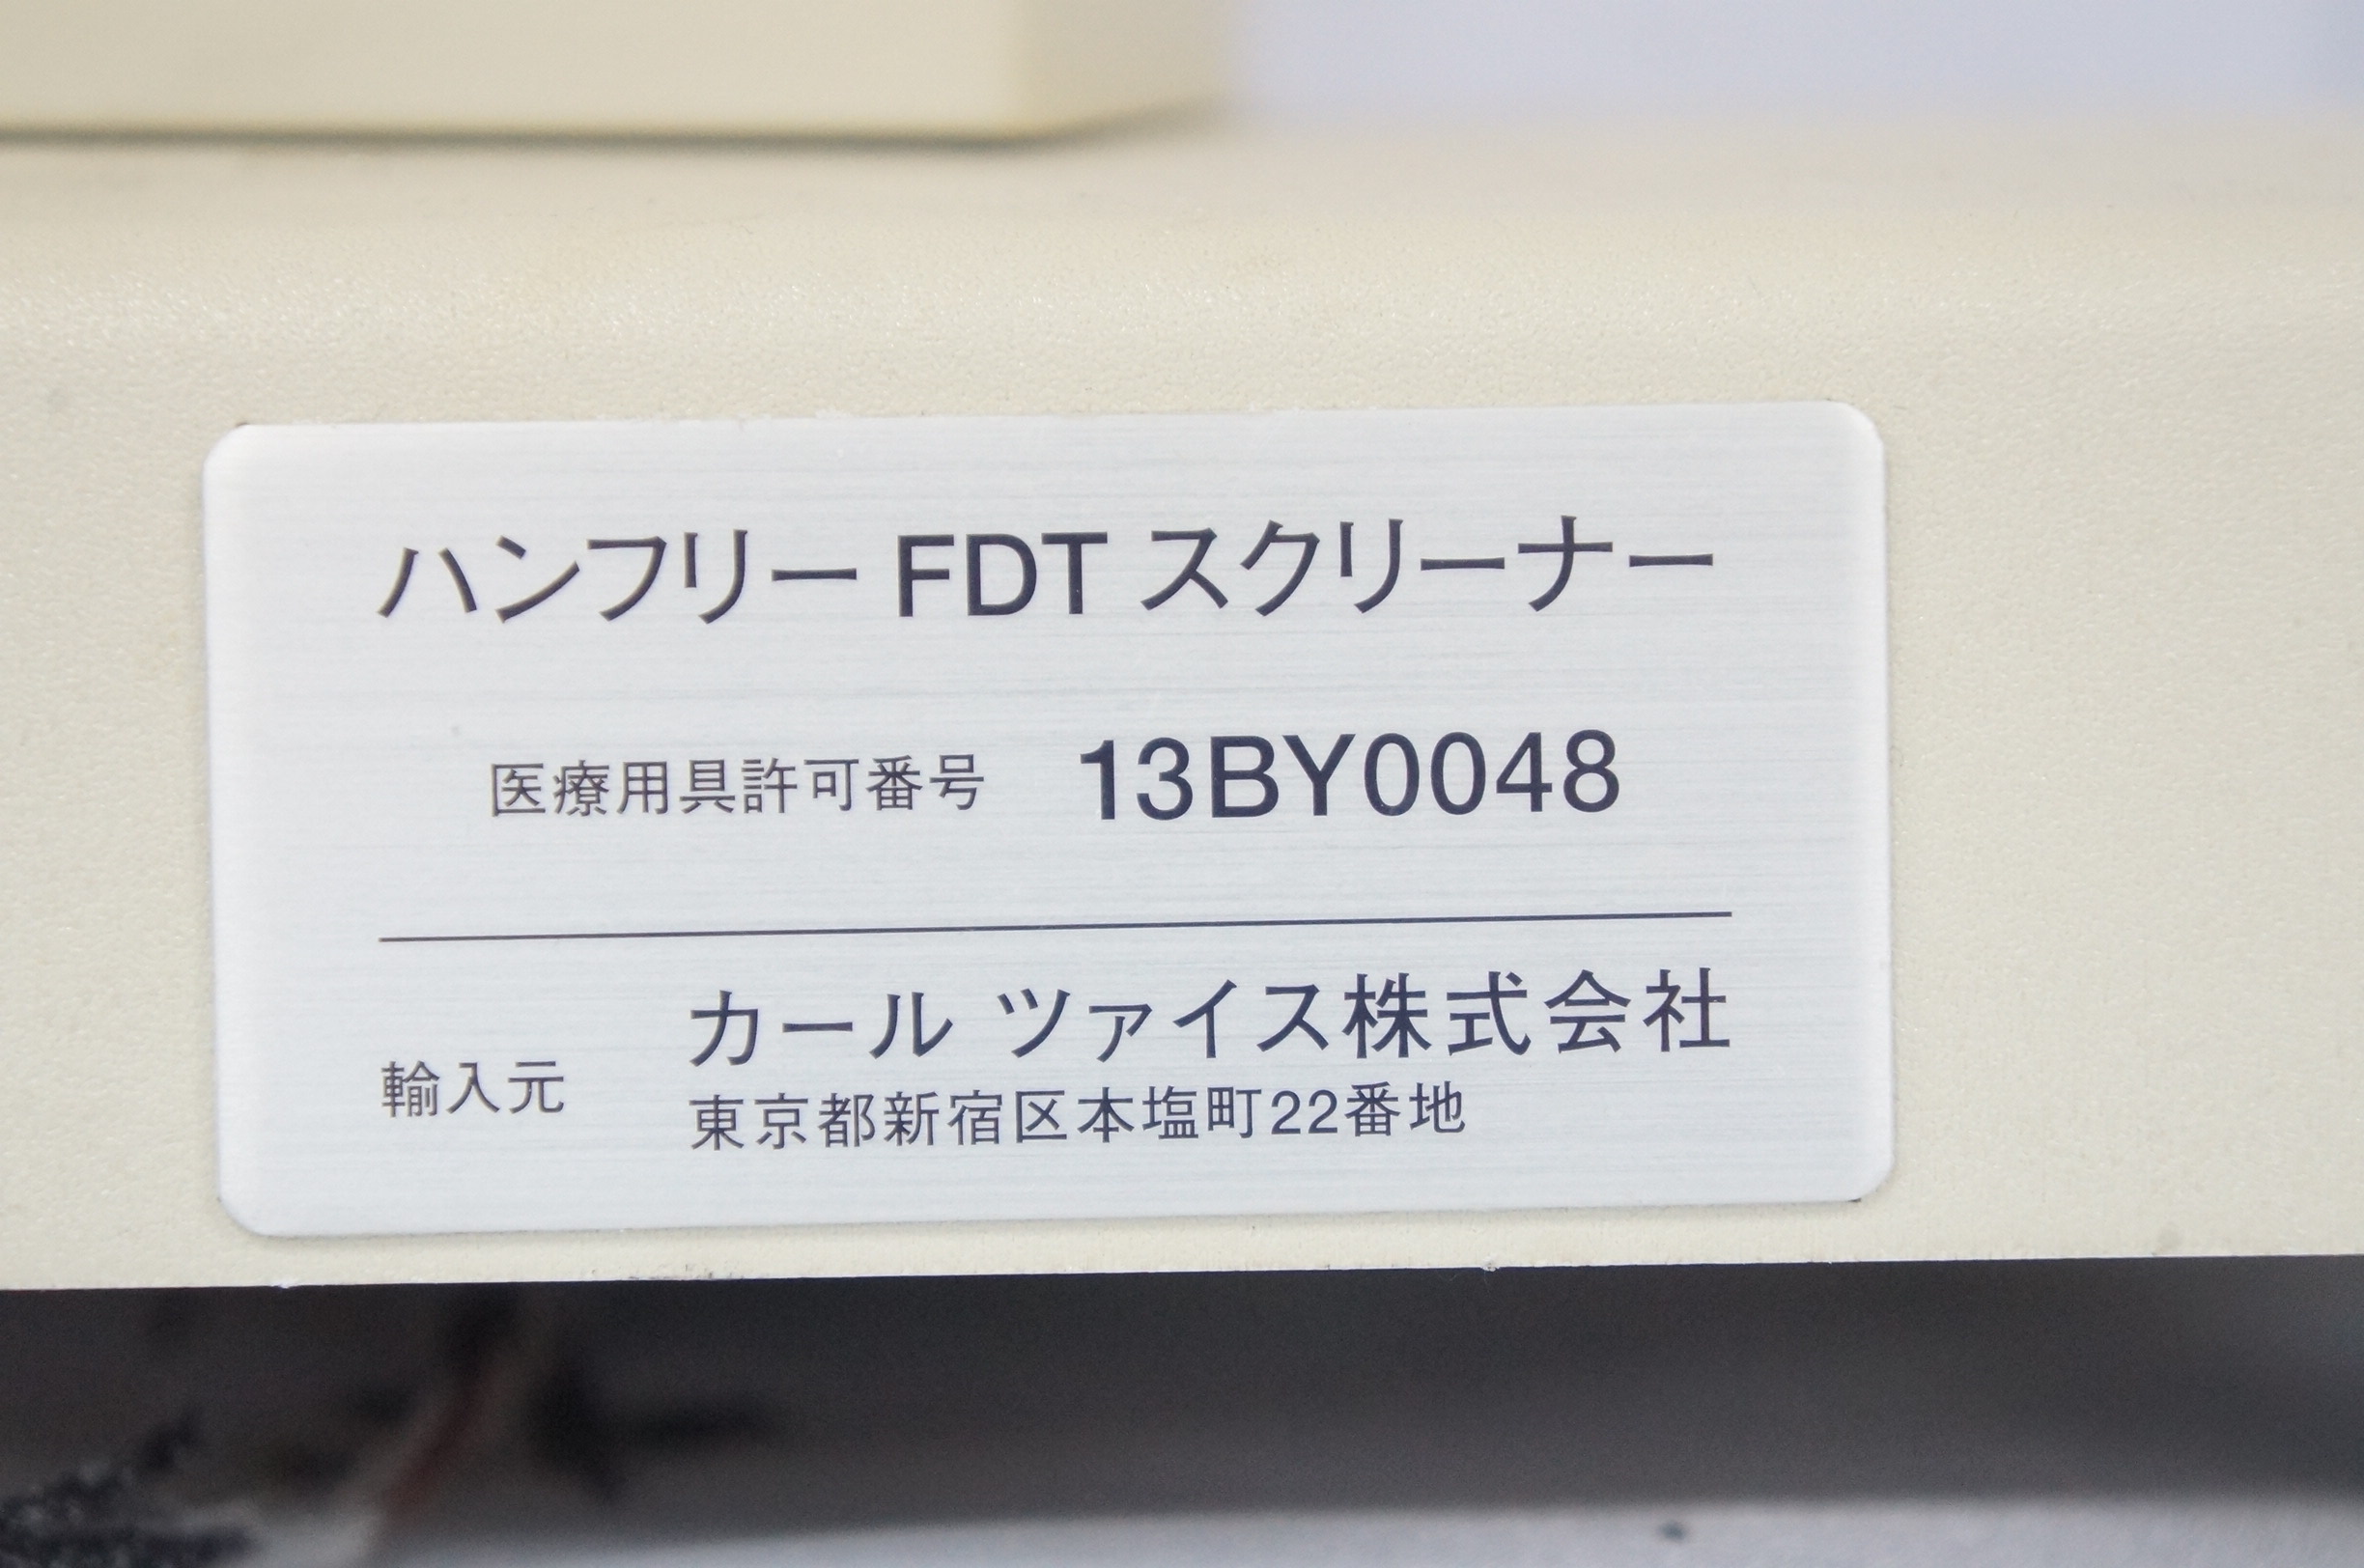 ハンフリー FDT スクリーナー
医療用具許可番号 13BY0048
カール ツァイス株式会社
輸入元
東京都新宿区本塩町22番地